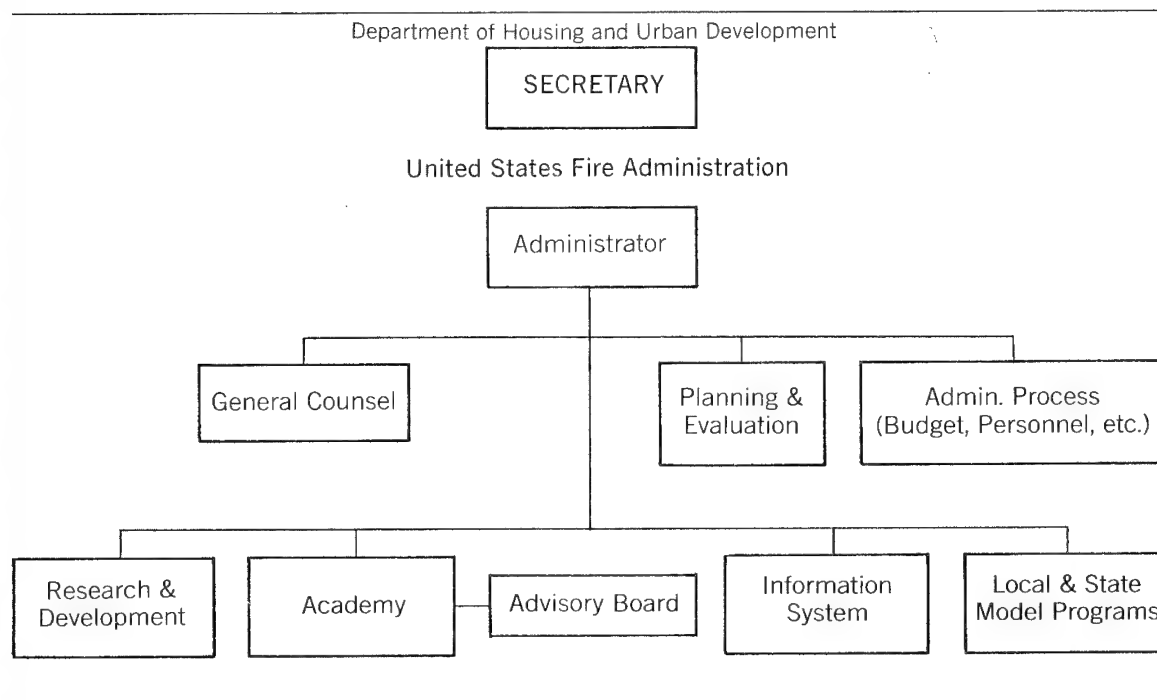 Department of Housing and Urban Development
SECRETARY
United States Fire Administration
Administrator
General Counsel
Planning &
Evaluation
Admin. Process
(Budget, Personnel, etc.)
Research &
Development
Academy
Advisory Board
Information
System
Local & State
Model Programs